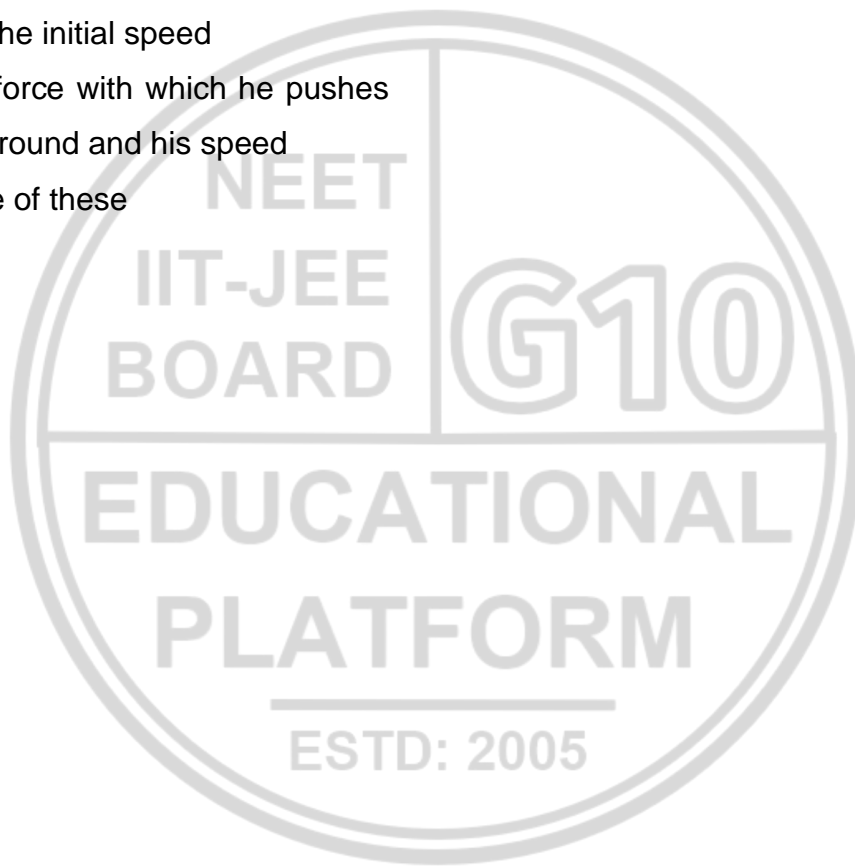 he initial speed
force with which he pushes
round and his speed
e of these
NEET
IIT-JEE
BOARD
G10
EDUCATIONAL
PLATFORM
ESTD: 2005